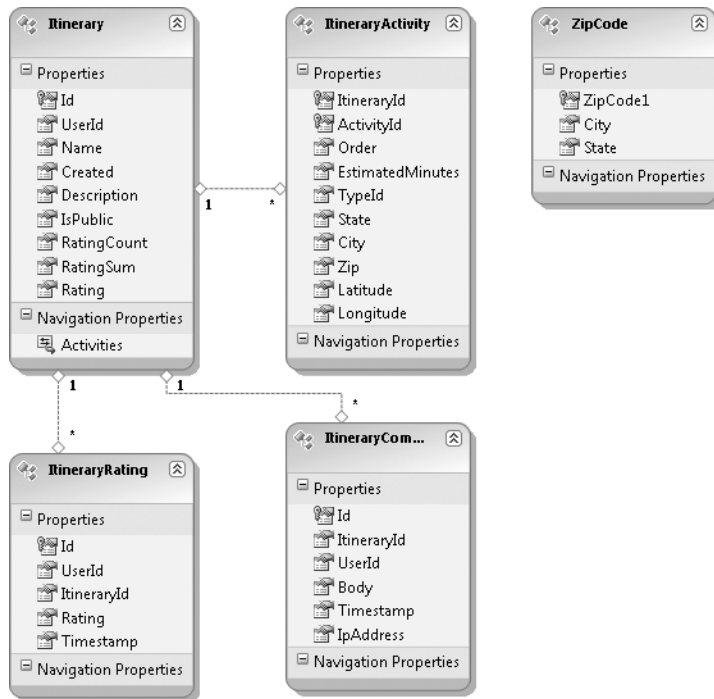 Itinerary
Properties
Id
UserId
Name
Created
Description
IsPublic
RatingCount
RatingSum
Rating
Navigation Properties
Activities
1
*
ItineraryActivity
Properties
ItineraryId
ActivityId
Order
EstimatedMinutes
TypeId
State
City
Zip
Latitude
Longitude
Navigation Properties
ZipCode
Properties
ZipCode1
City
State
Navigation Properties
1
*
1
*
ItineraryRating
Properties
Id
UserId
ItineraryId
Rating
Timestamp
Navigation Properties
ItineraryCom...
Properties
Id
ItineraryId
UserId
Body
Timestamp
IpAddress
Navigation Properties